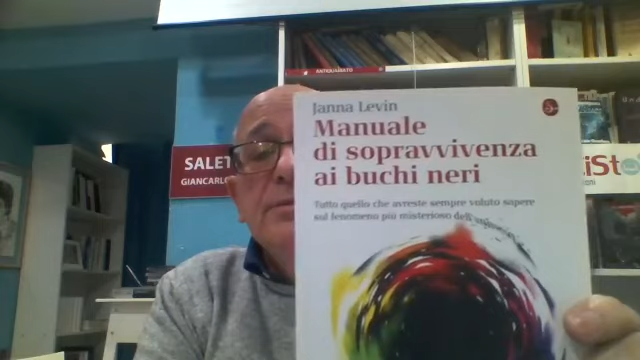 ANTIQUARIATO
Janna Levin
Manuale
di sopravvivenza
ai buchi neri
Tutto quello che avreste sempre voluto sapere
sul fenomeno più misterioso
SALET
GIANCARLO
iSt